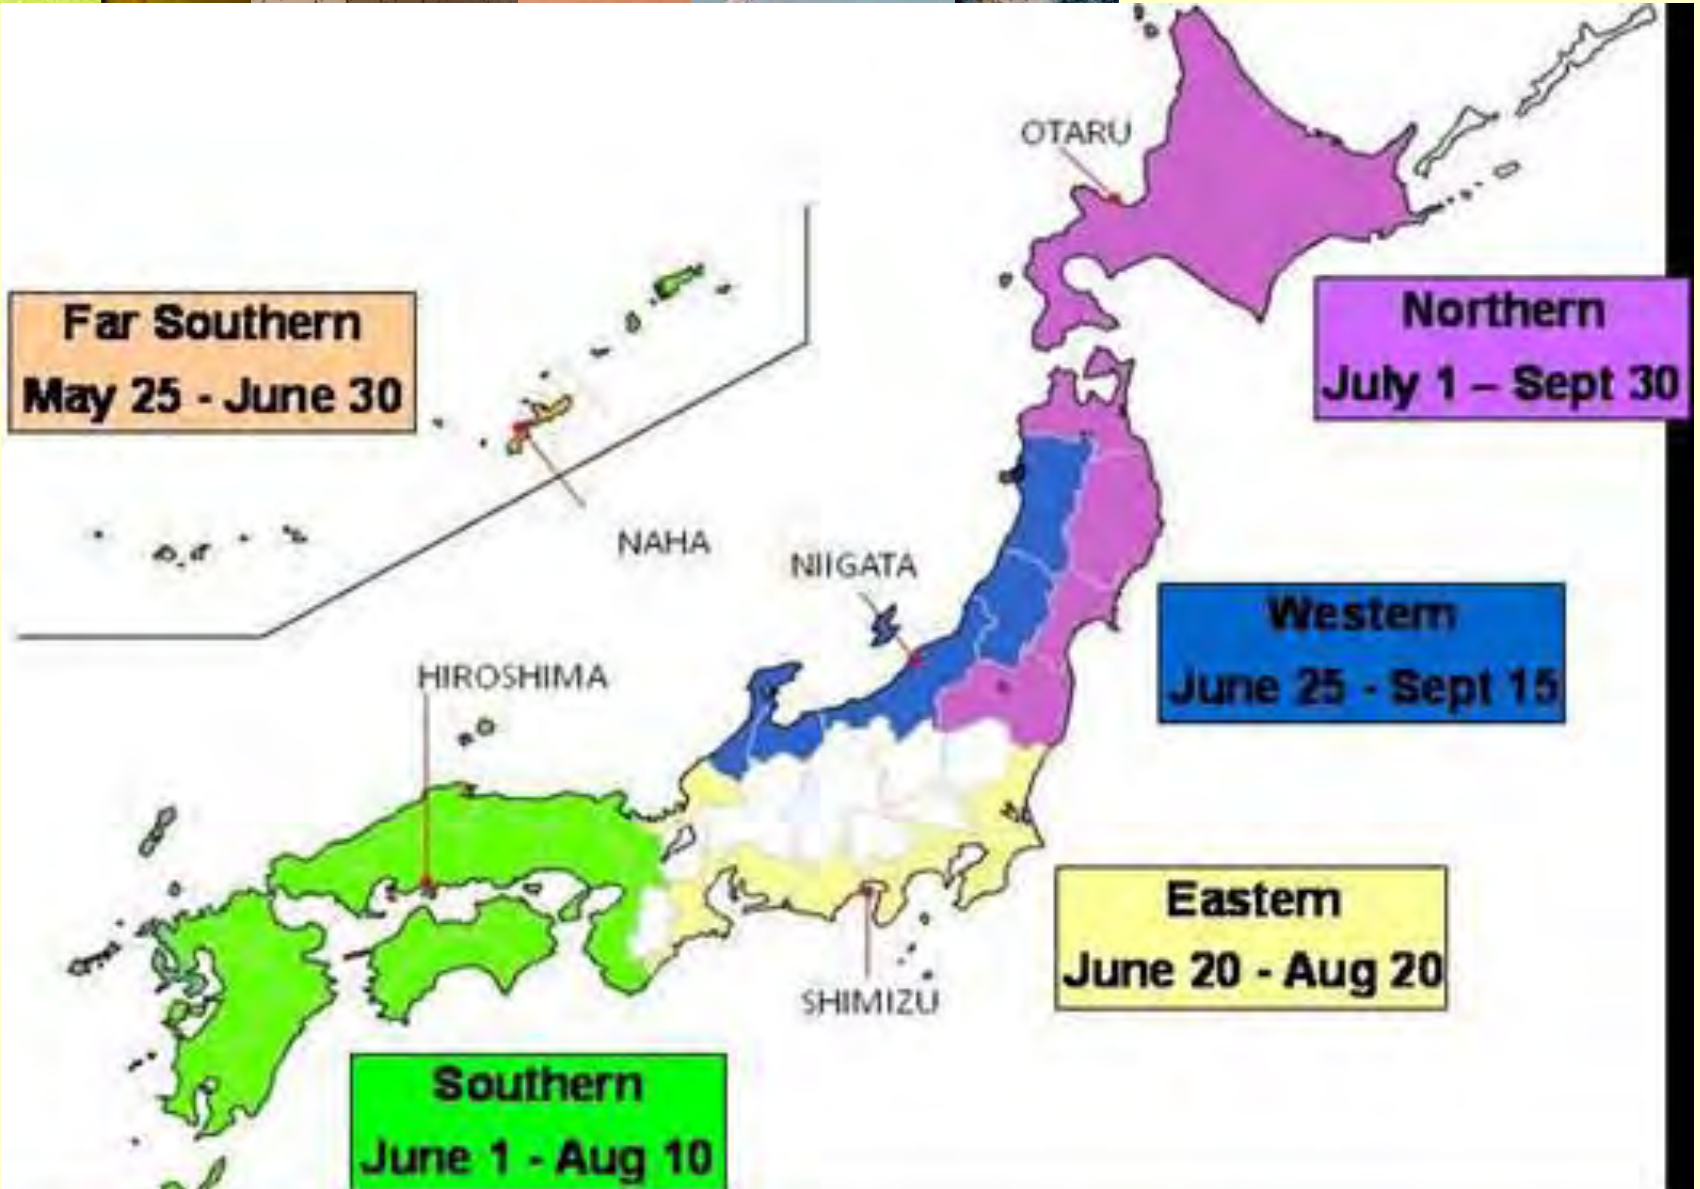 OTARU
Far Southern
May 25 - June 30
Northern
July 1 – Sept 30
NAHA
NIIGATA
Western
June 25 - Sept 15
HIROSHIMA
Eastern
June 20 - Aug 20
SHIMIZU
Southern
June 1 - Aug 10